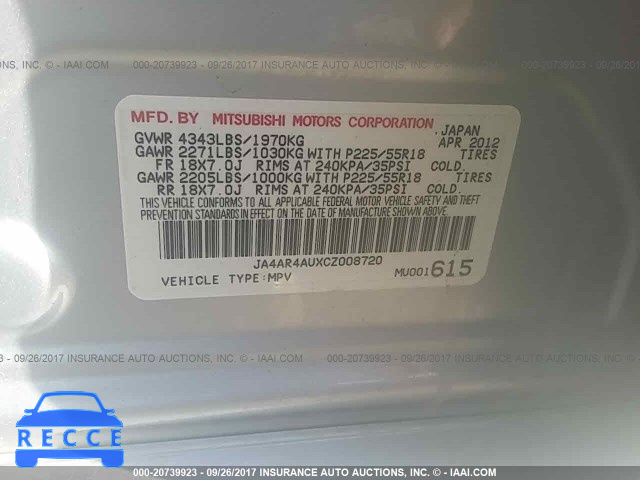 000-20739923 / 09/26/2017 INSURANCE AUTO AUCTIONS, INC. - © IAAI.COM
MFD. BY MITSUBISHI MOTORS CORPORATION . JAPAN
GVWR 4343LBS/1970KG APR 2012
GAWR 2271LBS/1030KG WITH P225/55R18 TIRES
FR 18X7.0J RIMS AT 240KPA/35PSI COLD.
GAWR 2205LBS/1000KG WITH P225/55R18 TIRES
RR 18X7.0J RIMS AT 240KPA/35PSI COLD.
THIS VEHICLE CONFORMS TO ALL APPLICABLE FEDERAL MOTOR VEHICLE SAFETY, BUMPER AND THEFT
PREVENTION STANDARDS IN EFFECT ON THE DATE OF MANUFACTURE SHOWN ABOVE.
JA4AR4AUXCZ008720
VEHICLE TYPE:MPV MU001615
000-20739923 / 09/26/2017 INSURANCE AUTO AUCTIONS, INC. - © IAAI.COM
RECCE
000-20739923 / 09/26/2017 INSURANCE AUTO AUCTIONS, INC. - © IAAI.COM